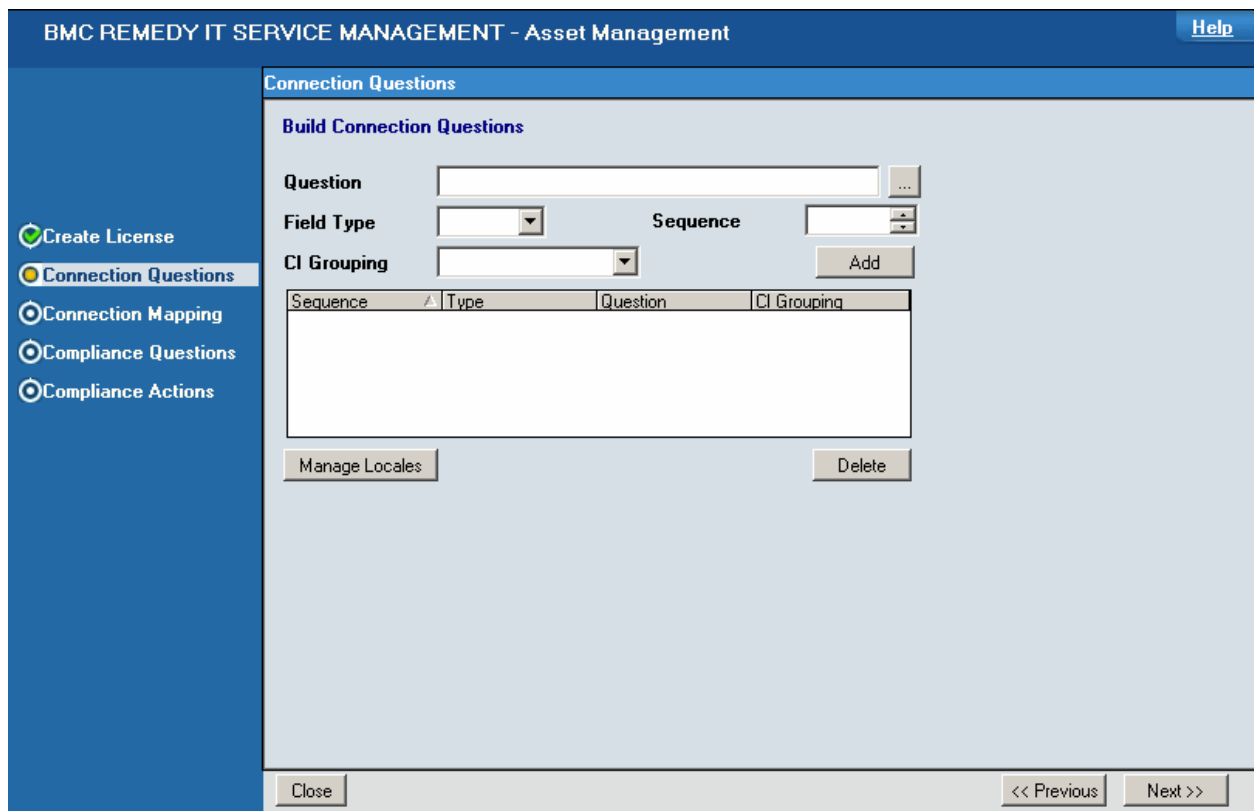 BMC REMEDY IT SERVICE MANAGEMENT - Asset Management
Help
Create License
Connection Questions
Connection Mapping
Compliance Questions
Compliance Actions
Connection Questions
Build Connection Questions
Question
...
Field Type
Sequence
CI Grouping
Add
Sequence Type Question CI Grouping
Manage Locales
Delete
Close
<< Previous
Next >>